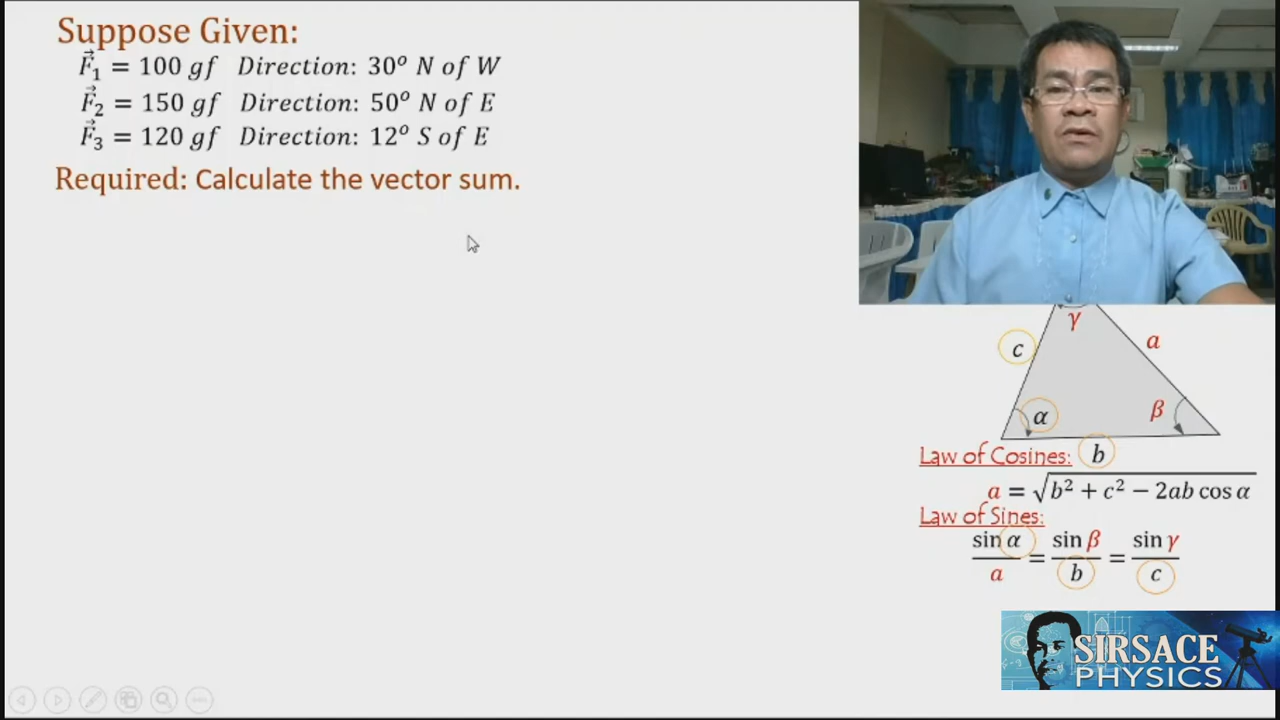 Suppose Given:
F⃗₁ = 100 gf Direction: 30° N of W
F⃗₂ = 150 gf Direction: 50° N of E
F⃗₃ = 120 gf Direction: 12° S of E
Required: Calculate the vector sum.
γ
c
a
α
β
b
Law of Cosines:
a = √(b² + c² − 2ab cos α)
Law of Sines:
sin α / a = sin β / b = sin γ / c
SIRSACE
PHYSICS